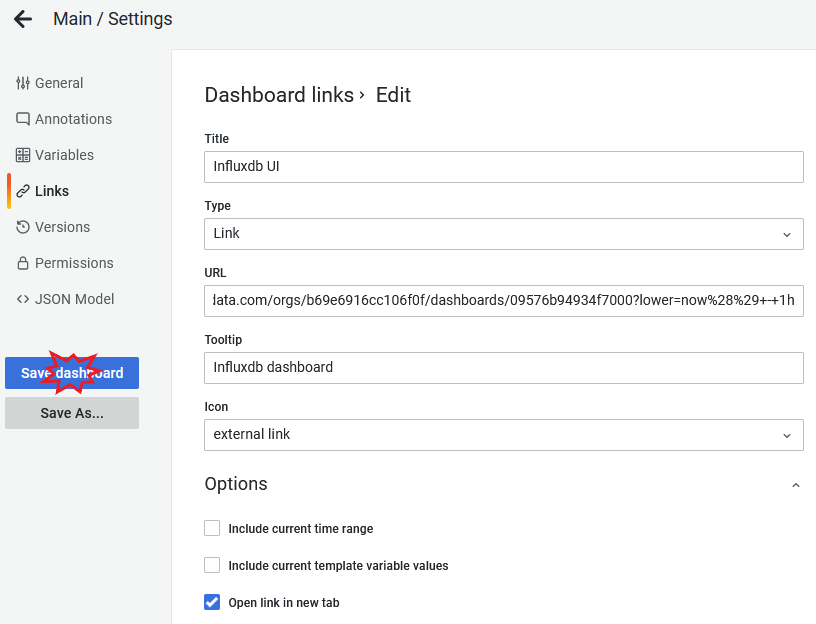 Main / Settings
General
Annotations
Variables
Links
Versions
Permissions
JSON Model
Save dashboard
Save As...
Dashboard links › Edit
Title
Influxdb UI
Type
Link
URL
data.com/orgs/b69e6916cc106f0f/dashboards/09576b94934f7000?lower=now%28%29+-+1h
Tooltip
Influxdb dashboard
Icon
external link
Options
Include current time range
Include current template variable values
Open link in new tab